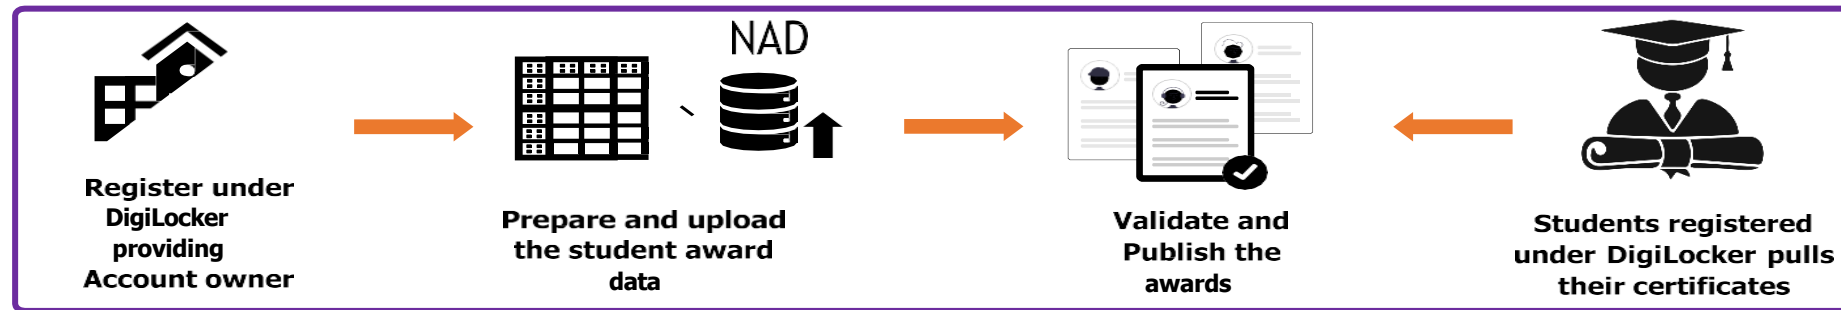 Register under
DigiLocker
providing
Account owner
NAD
Prepare and upload
the student award
data
Validate and
Publish the
awards
Students registered
under DigiLocker pulls
their certificates